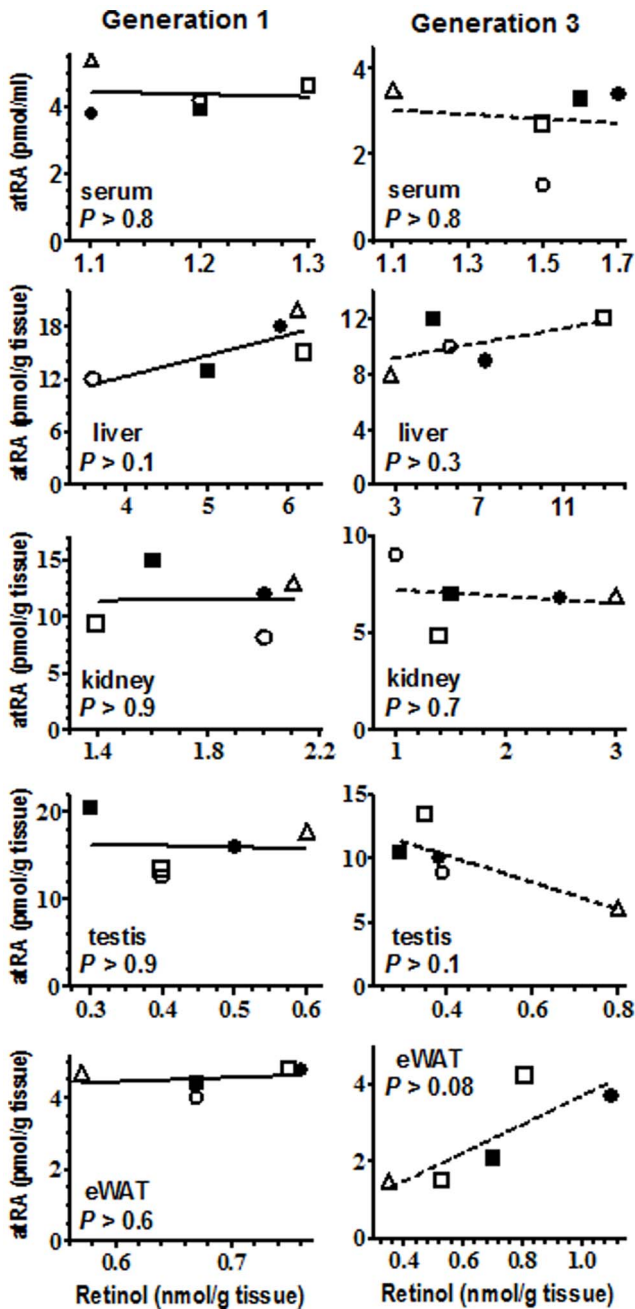 Generation 1
Generation 3
atRA (pmol/ml)
6
4
2
0
serum
P > 0.8
1.1
1.2
1.3
4
2
0
serum
P > 0.8
1.1
1.3
1.5
1.7
atRA (pmol/g tissue)
18
12
6
0
liver
P > 0.1
4
5
6
12
8
4
0
liver
P > 0.3
3
7
11
atRA (pmol/g tissue)
15
10
5
0
kidney
P > 0.9
1.4
1.8
2.2
10
5
0
kidney
P > 0.7
1
2
3
atRA (pmol/g tissue)
20
10
0
testis
P > 0.9
0.3
0.4
0.5
0.6
15
10
5
0
testis
P > 0.1
0.4
0.6
0.8
atRA (pmol/g tissue)
4
2
0
eWAT
P > 0.6
0.6
0.7
Retinol (nmol/g tissue)
4
2
0
eWAT
P > 0.08
0.4
0.6
0.8
1.0
Retinol (nmol/g tissue)